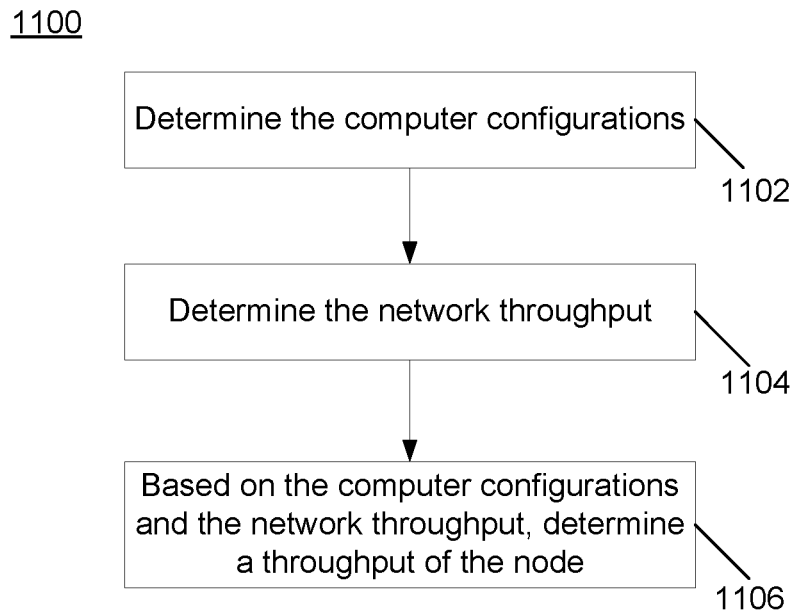 1100
Determine the computer configurations
1102
Determine the network throughput
1104
Based on the computer configurations
and the network throughput, determine
a throughput of the node
1106